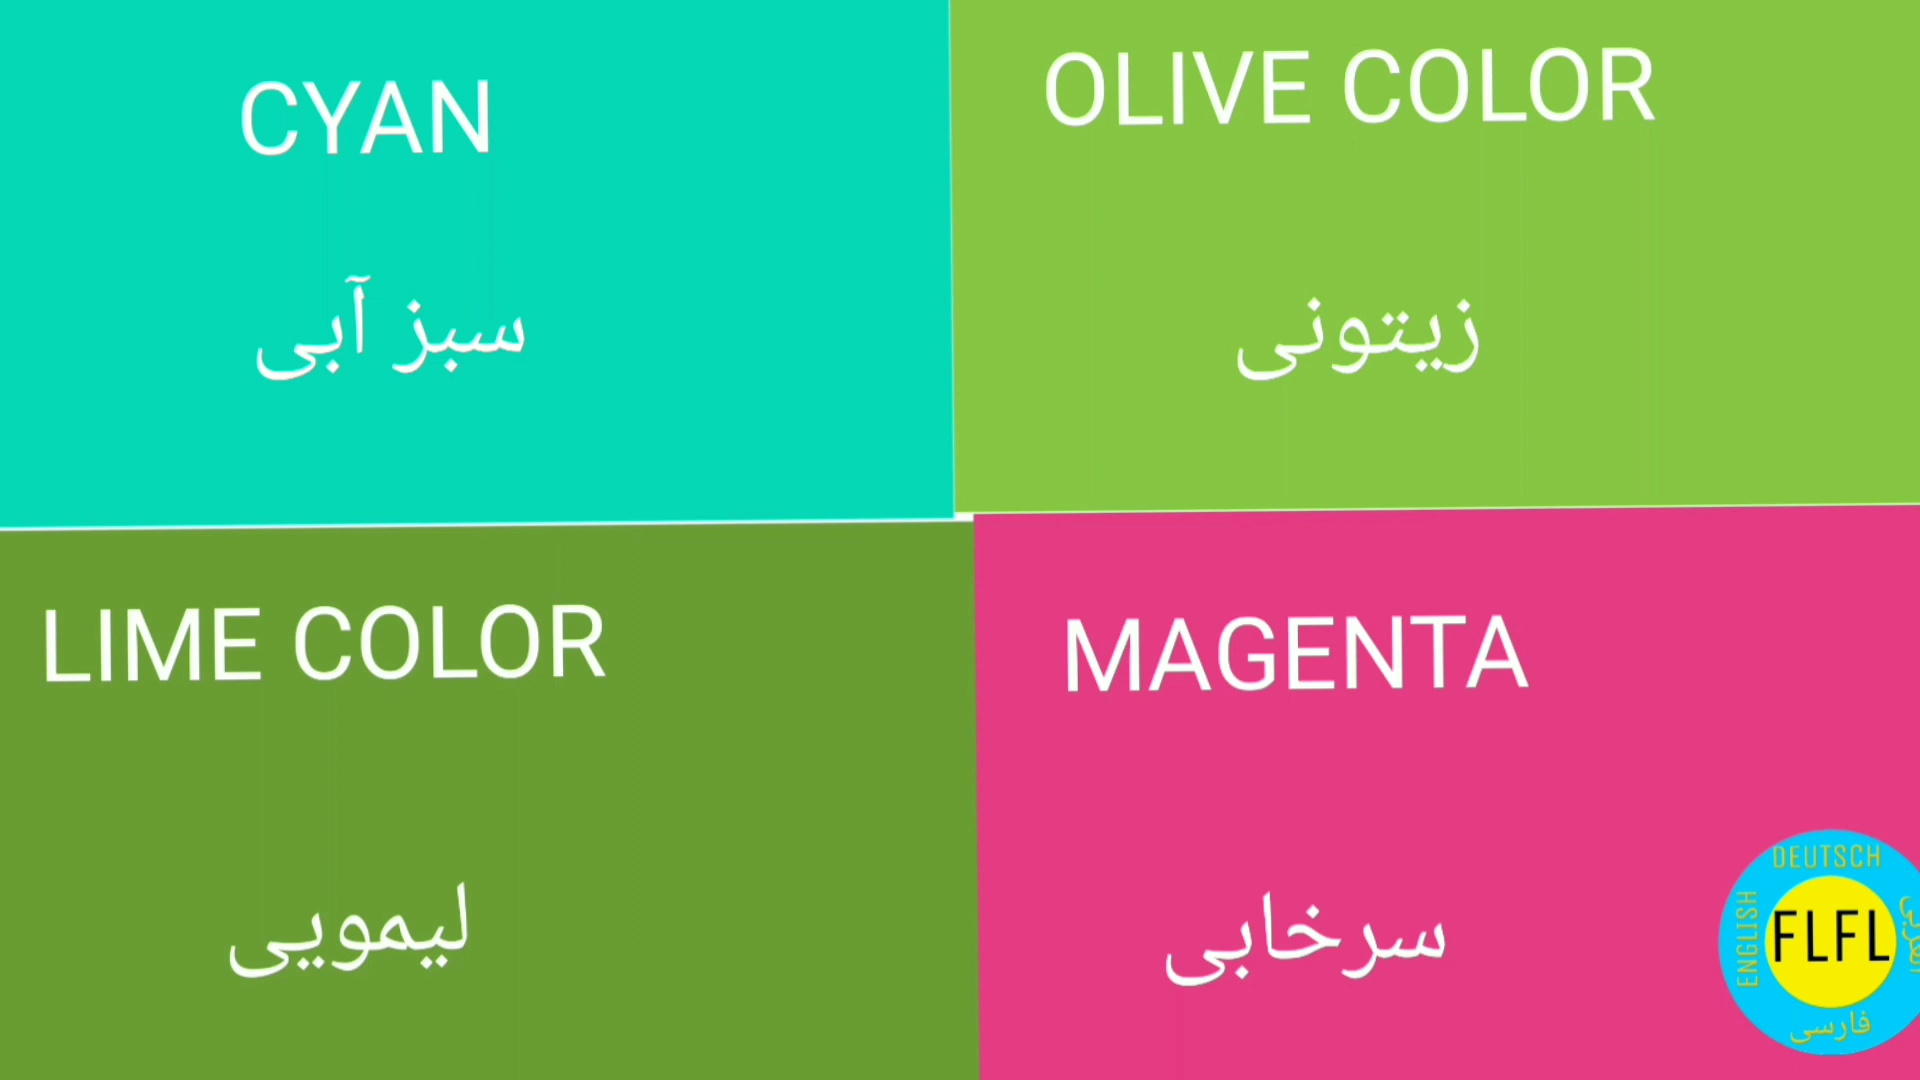 CYAN
سبز آبی
OLIVE COLOR
زیتونی
LIME COLOR
لیمویی
MAGENTA
سرخابی
DEUTSCH
ENGLISH
FLFL
فارسی